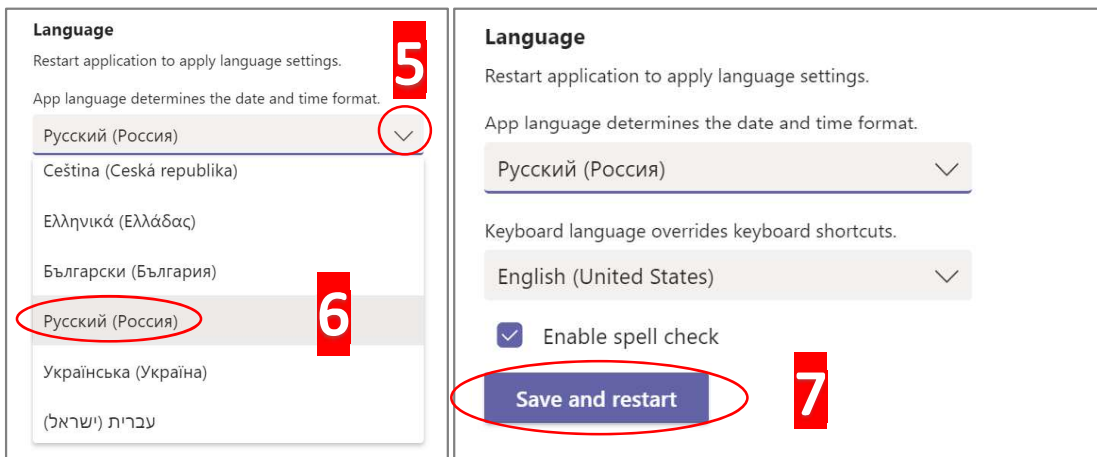 Language
Restart application to apply language settings.
5
App language determines the date and time format.
Русский (Россия)
Ceština (Ceská republika)
Ελληνικά (Ελλάδας)
Български (България)
Русский (Россия)
6
Українська (Україна)
עברית (ישראל)
Language
Restart application to apply language settings.
App language determines the date and time format.
Русский (Россия)
Keyboard language overrides keyboard shortcuts.
English (United States)
Enable spell check
Save and restart
7